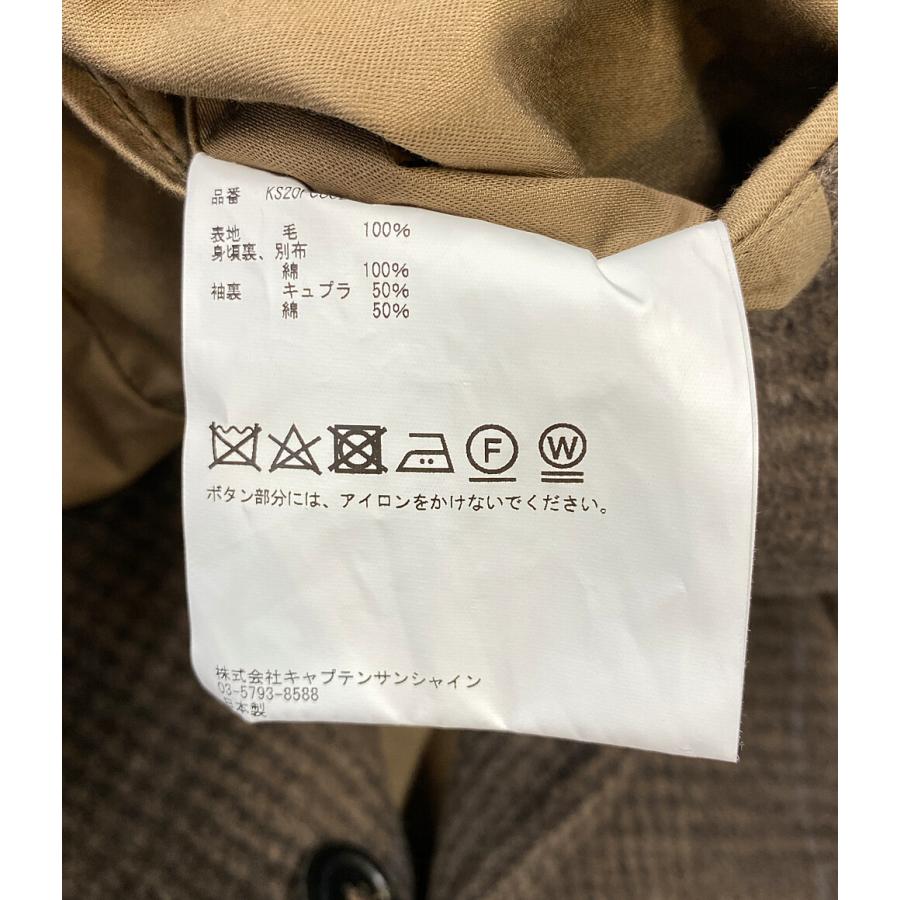 品番
表地 毛 100%
身頃裏、別布
綿 100%
袖裏 キュプラ 50%
綿 50%
F W
ボタン部分には、アイロンをかけないでください。
株式会社キャプテンサンシャイン
03-5793-8588
日本製